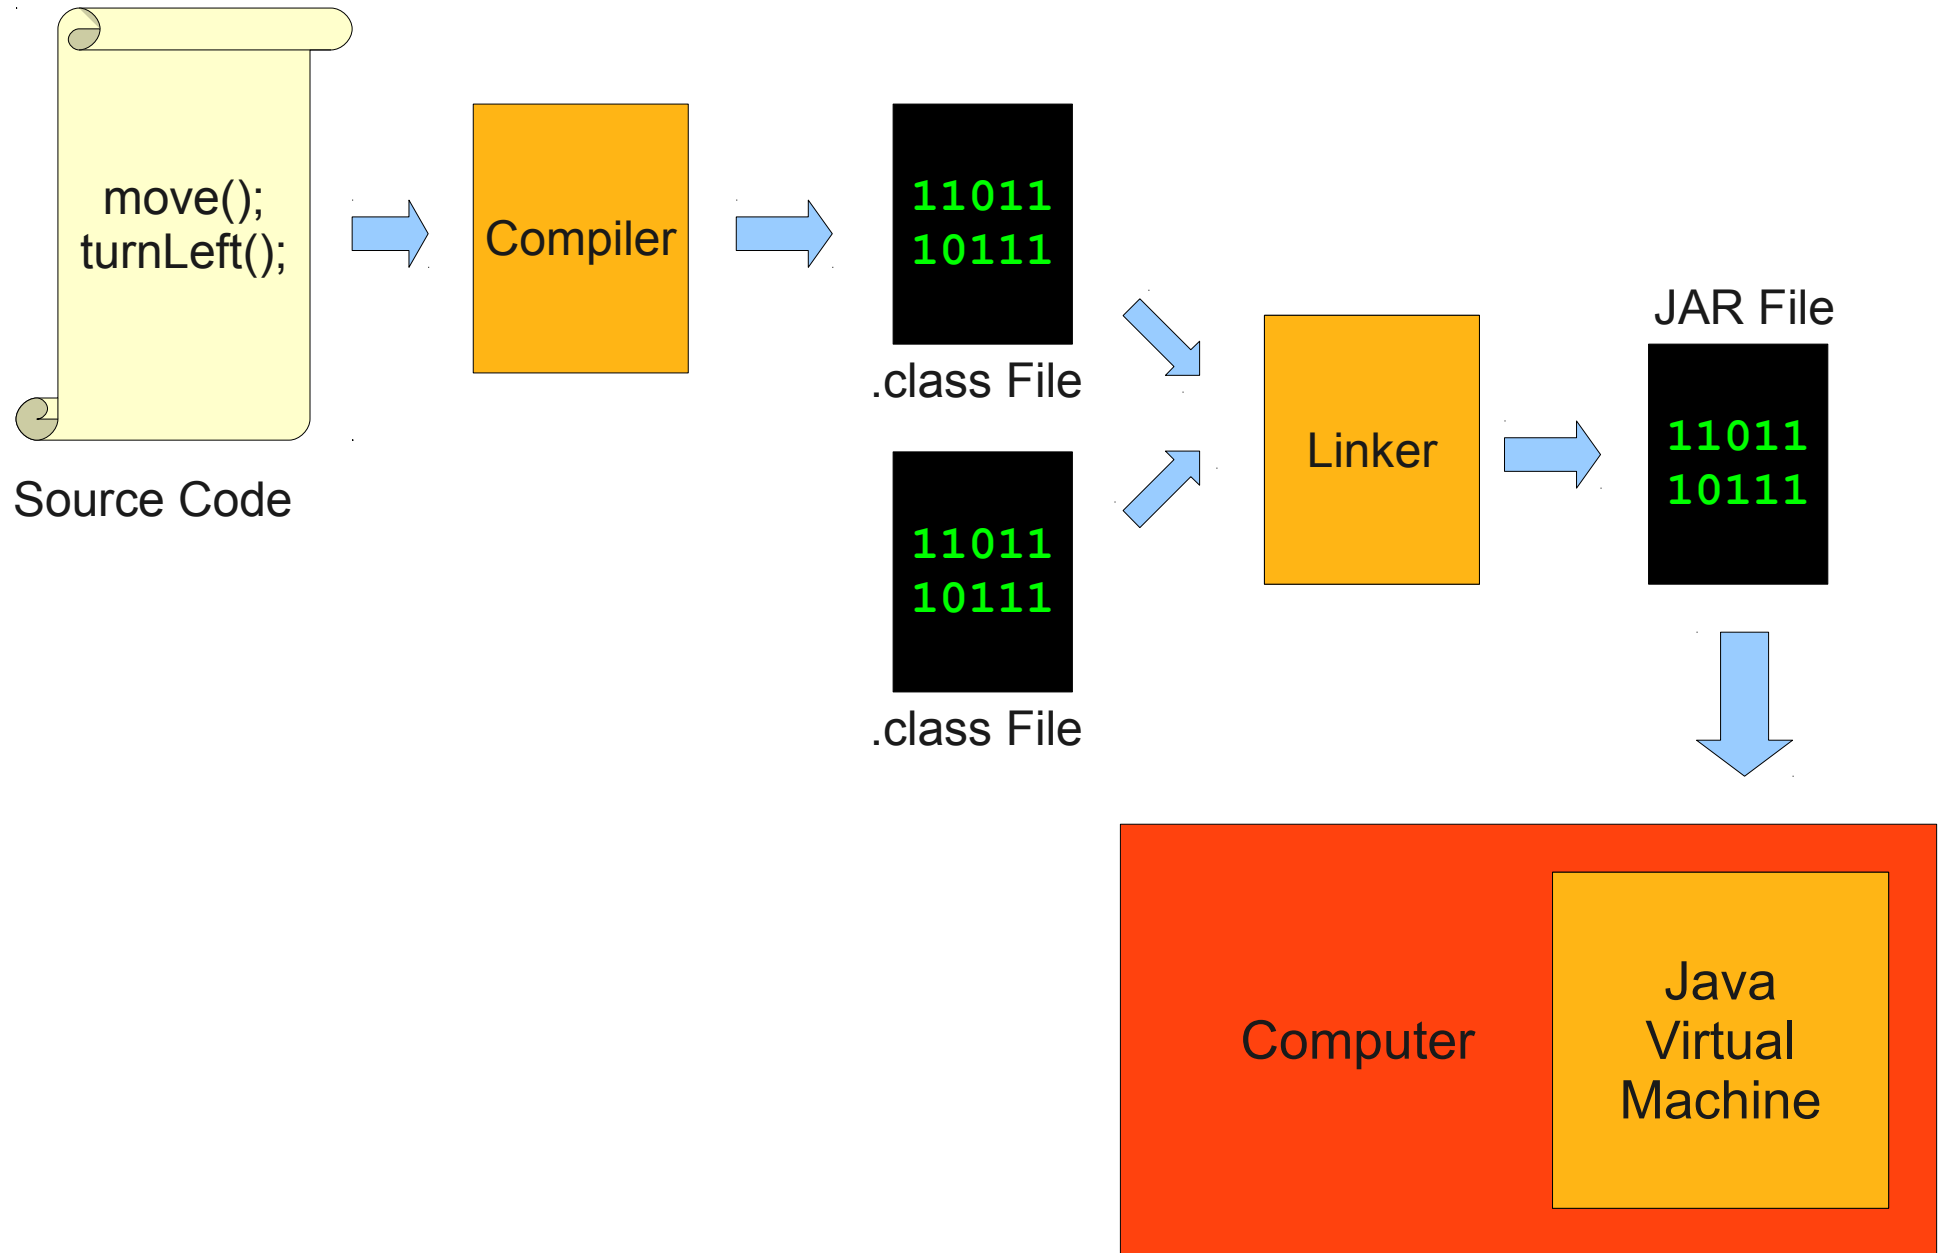 move();
turnLeft();
Source Code
Compiler
11011
10111
.class File
11011
10111
.class File
Linker
JAR File
11011
10111
Computer
Java
Virtual
Machine